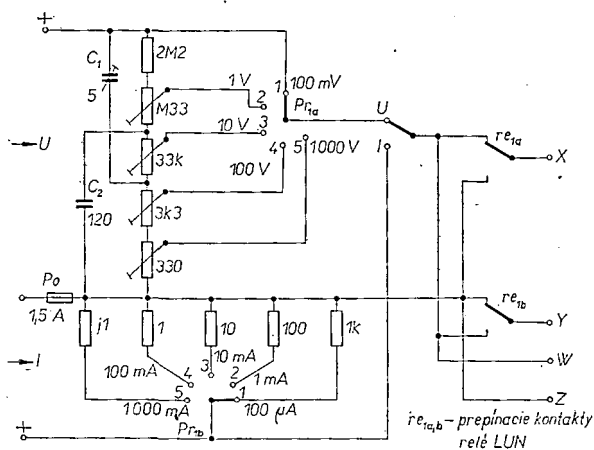 +
C1
5
2M2
1 V
M33
1
100 mV
Pr1a
2
3
10 V
U
U
33k
4
5
1000 V
I
100 V
re1a
X
C2
120
3k3
330
Po
1,5 A
j1
1
10
100
1k
re1b
Y
I
100 mA
4
3
10 mA
2
1 mA
W
5
1000 mA
1
100 µA
Z
Pr1b
+
re1a,b – prepínacie kontakty
relé LUN